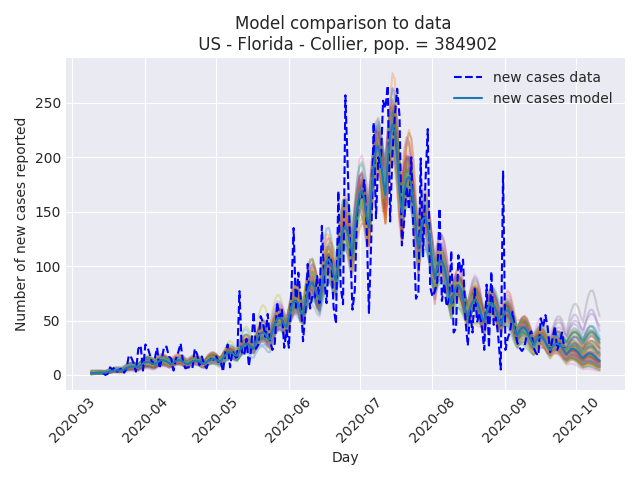 Model comparison to data
US - Florida - Collier, pop. = 384902
new cases data
new cases model
Number of new cases reported
250
200
150
100
50
0
2020-03
2020-04
2020-05
2020-06
2020-07
2020-08
2020-09
2020-10
Day